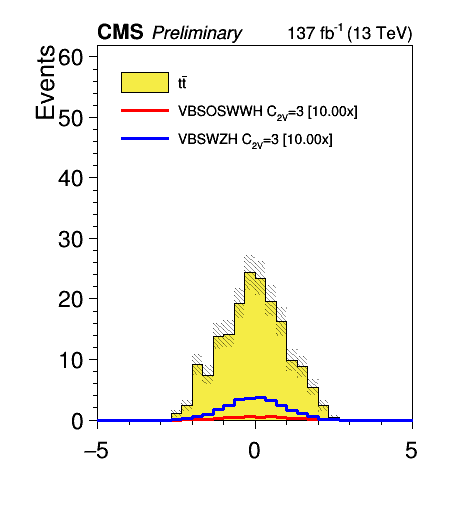 CMS Preliminary 137 fb⁻¹ (13 TeV)
Events
60
tt̄
VBSOSWWH C₂ᵥ=3 [10.00x]
50
VBSWZH C₂ᵥ=3 [10.00x]
40
30
20
10
0
−5 0 5